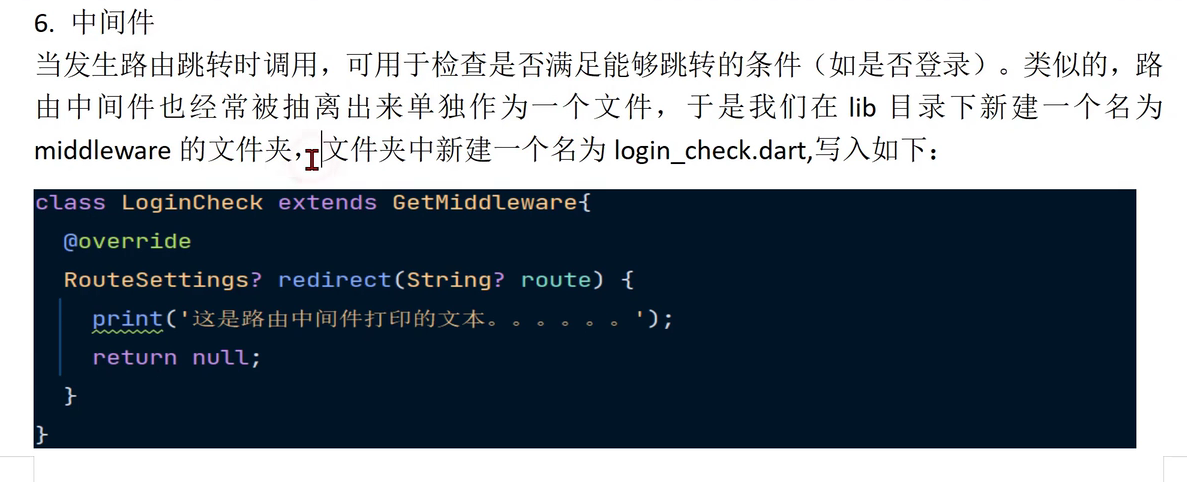 6. 中间件
当发生路由跳转时调用，可用于检查是否满足能够跳转的条件（如是否登录）。类似的，路
由中间件也经常被抽离出来单独作为一个文件，于是我们在 lib 目录下新建一个名为
middleware 的文件夹，文件夹中新建一个名为 login_check.dart,写入如下：
class LoginCheck extends GetMiddleware{
@override
RouteSettings? redirect(String? route) {
print('这是路由中间件打印的文本。。。。。。');
return null;
}
}